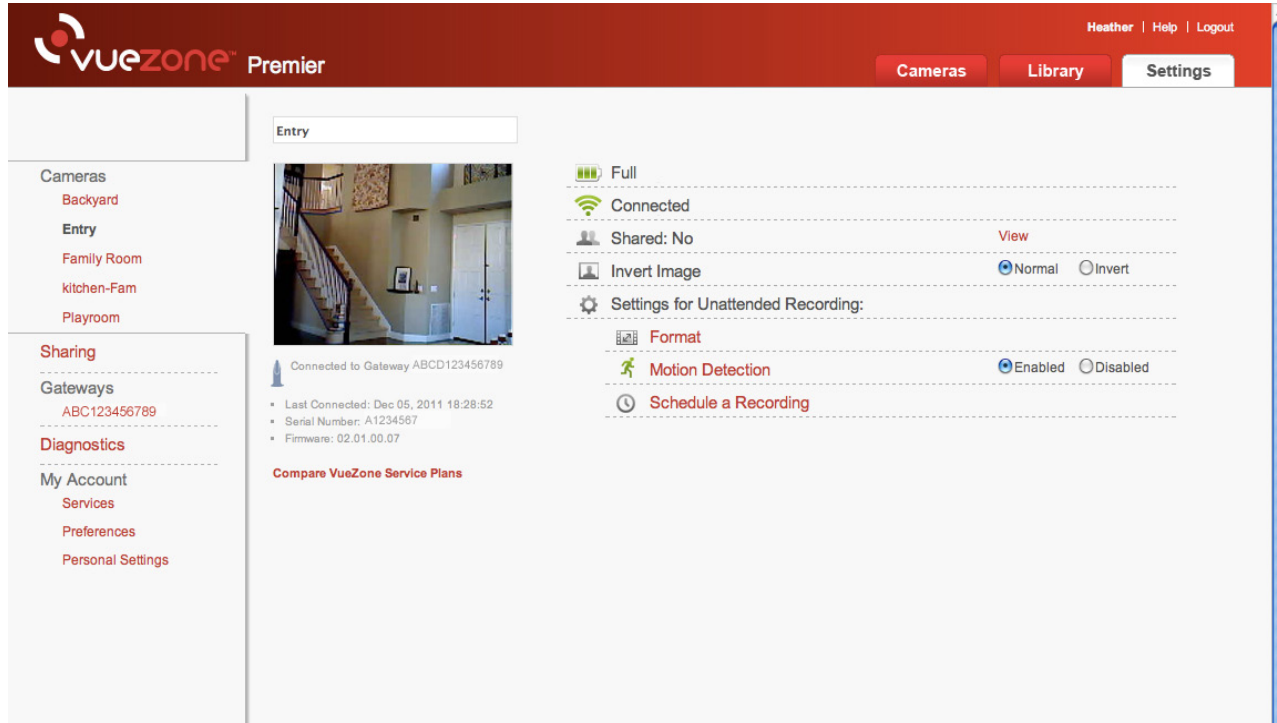 Heather | Help | Logout
vuezone™ Premier
Cameras Library Settings
Cameras
Backyard
Entry
Family Room
kitchen-Fam
Playroom
Sharing
Gateways
ABC123456789
Diagnostics
My Account
Services
Preferences
Personal Settings
Entry
Connected to Gateway ABCD123456789
Last Connected: Dec 05, 2011 18:28:52
Serial Number: A1234567
Firmware: 02.01.00.07
Compare VueZone Service Plans
Full
Connected
Shared: No View
Invert Image Normal Invert
Settings for Unattended Recording:
Format
Motion Detection Enabled Disabled
Schedule a Recording